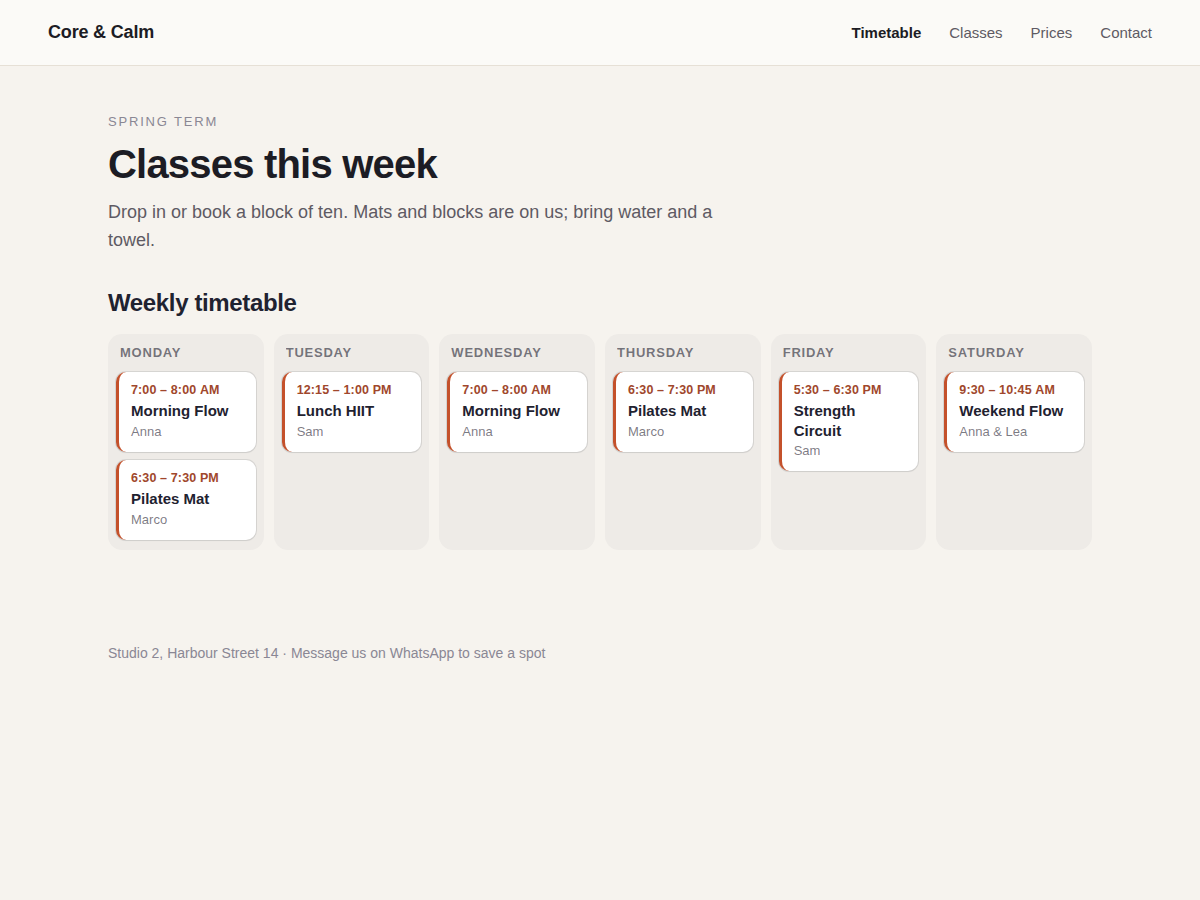 Core & Calm
Timetable
Classes
Prices
Contact
SPRING TERM
Classes this week
Drop in or book a block of ten. Mats and blocks are on us; bring water and a
towel.
Weekly timetable
MONDAY
7:00 – 8:00 AM
Morning Flow
Anna
6:30 – 7:30 PM
Pilates Mat
Marco
TUESDAY
12:15 – 1:00 PM
Lunch HIIT
Sam
WEDNESDAY
7:00 – 8:00 AM
Morning Flow
Anna
THURSDAY
6:30 – 7:30 PM
Pilates Mat
Marco
FRIDAY
5:30 – 6:30 PM
Strength
Circuit
Sam
SATURDAY
9:30 – 10:45 AM
Weekend Flow
Anna & Lea
Studio 2, Harbour Street 14 · Message us on WhatsApp to save a spot